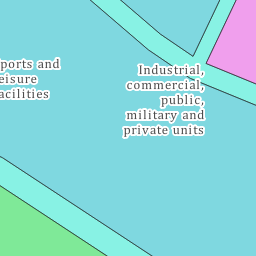 ports and
eisure
acilities
Industrial,
commercial,
public,
military and
private units